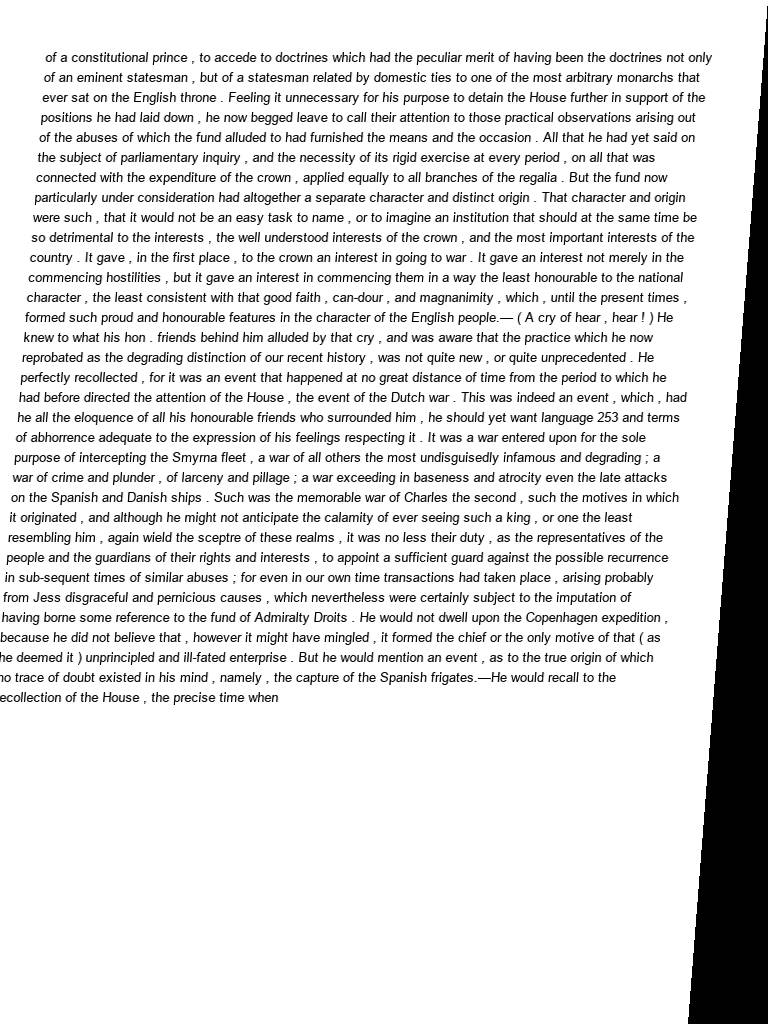 of a constitutional prince , to accede to doctrines which had the peculiar merit of having been the doctrines not only
of an eminent statesman , but of a statesman related by domestic ties to one of the most arbitrary monarchs that
ever sat on the English throne . Feeling it unnecessary for his purpose to detain the House further in support of the
positions he had laid down , he now begged leave to call their attention to those practical observations arising out
of the abuses of which the fund alluded to had furnished the means and the occasion . All that he had yet said on
the subject of parliamentary inquiry , and the necessity of its rigid exercise at every period , on all that was
connected with the expenditure of the crown , applied equally to all branches of the regalia . But the fund now
particularly under consideration had altogether a separate character and distinct origin . That character and origin
were such , that it would not be an easy task to name , or to imagine an institution that should at the same time be
so detrimental to the interests , the well understood interests of the crown , and the most important interests of the
country . It gave , in the first place , to the crown an interest in going to war . It gave an interest not merely in the
commencing hostilities , but it gave an interest in commencing them in a way the least honourable to the national
character , the least consistent with that good faith , can-dour , and magnanimity , which , until the present times ,
formed such proud and honourable features in the character of the English people.— ( A cry of hear , hear ! ) He
knew to what his hon . friends behind him alluded by that cry , and was aware that the practice which he now
reprobated as the degrading distinction of our recent history , was not quite new , or quite unprecedented . He
perfectly recollected , for it was an event that happened at no great distance of time from the period to which he
had before directed the attention of the House , the event of the Dutch war . This was indeed an event , which , had
he all the eloquence of all his honourable friends who surrounded him , he should yet want language 253 and terms
of abhorrence adequate to the expression of his feelings respecting it . It was a war entered upon for the sole
purpose of intercepting the Smyrna fleet , a war of all others the most undisguisedly infamous and degrading ; a
war of crime and plunder , of larceny and pillage ; a war exceeding in baseness and atrocity even the late attacks
on the Spanish and Danish ships . Such was the memorable war of Charles the second , such the motives in which
it originated , and although he might not anticipate the calamity of ever seeing such a king , or one the least
resembling him , again wield the sceptre of these realms , it was no less their duty , as the representatives of the
people and the guardians of their rights and interests , to appoint a sufficient guard against the possible recurrence
in sub-sequent times of similar abuses ; for even in our own time transactions had taken place , arising probably
from Jess disgraceful and pernicious causes , which nevertheless were certainly subject to the imputation of
having borne some reference to the fund of Admiralty Droits . He would not dwell upon the Copenhagen expedition ,
because he did not believe that , however it might have mingled , it formed the chief or the only motive of that ( as
he deemed it ) unprincipled and ill-fated enterprise . But he would mention an event , as to the true origin of which
no trace of doubt existed in his mind , namely , the capture of the Spanish frigates.—He would recall to the
ecollection of the House , the precise time when